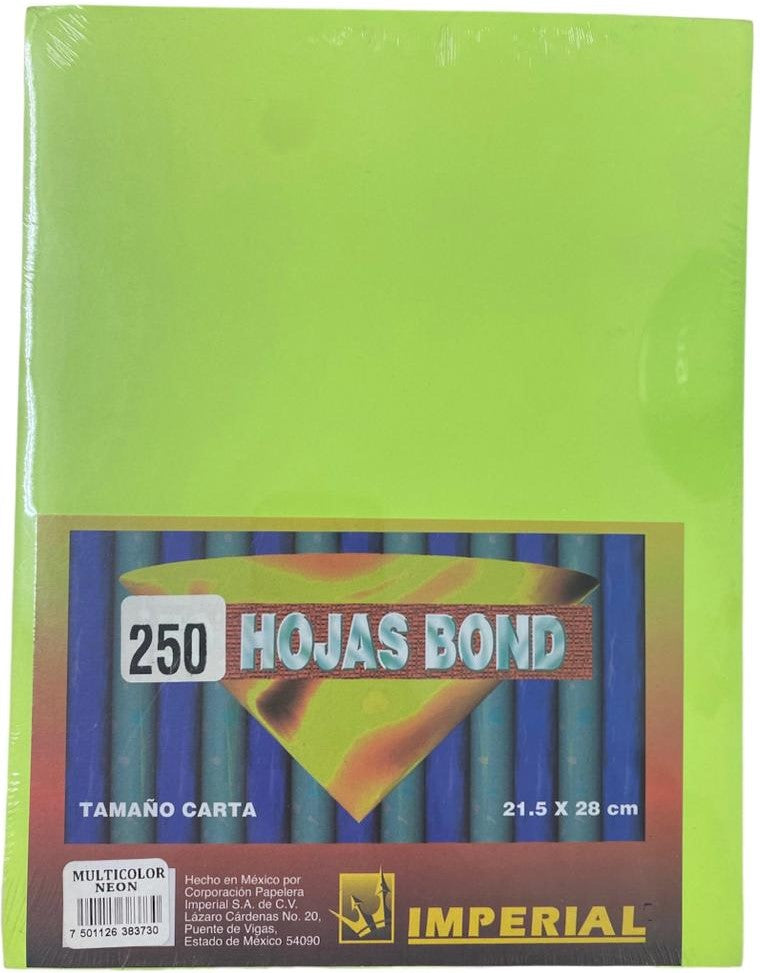 250 HOJAS BOND
TAMAÑO CARTA
21.5 X 28 cm
MULTICOLOR
NEON
7 501126 383730
Hecho en México por
Corporación Papelera
Imperial S.A. de C.V.
Lázaro Cárdenas No. 20,
Puente de Vigas,
Estado de México 54090
IMPERIAL